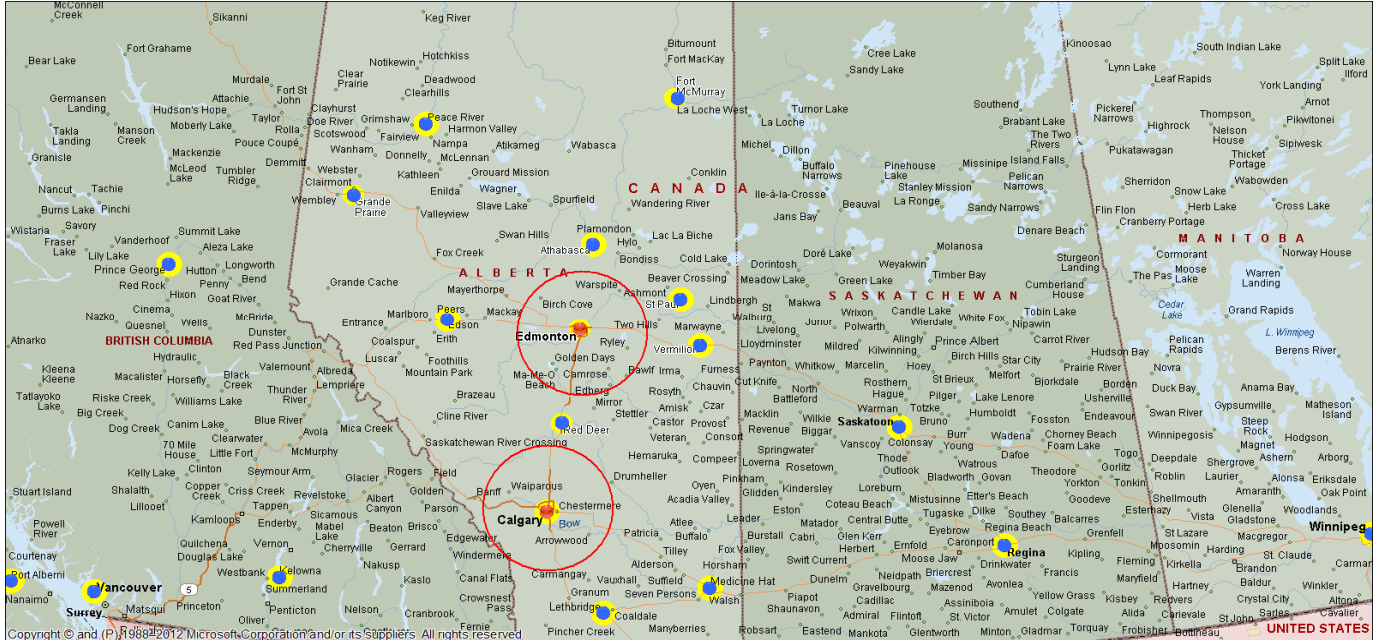 McConnell
Creek
Sikanni
Keg River
Bear Lake
Fort Grahame
Murdale
Fort St
John
Attachie
Germansen
Landing
Hudson's Hope
Taylor
Moberly Lake
Rolla
Takla
Landing
Manson
Creek
Pouce Coupé
Granisle
Mackenzie
Demmitt
McLeod
Lake
Tumbler
Ridge
Nancut
Tachie
Burns Lake
Pinchi
Wistaria
Savory
Summit Lake
Fraser
Lake
Vanderhoof
Aleza Lake
Lily Lake
Longworth
Prince George
Hutton
Bend
Red Rock
Penny
Hixon
Goat River
Cinema
Nazko
McBride
Quesnel
Wells
Dunster
Atnarko
BRITISH COLUMBIA
Red Pass Junction
Hydraulic
Valemount
Albreda
Kleena
Kleene
Macalister
Horsefly
Black
Creek
Lempriere
Thunder
River
Tatlayoko
Lake
Riske Creek
Williams Lake
Big Creek
Blue River
Dog Creek
Canim Lake
Avola
Mica Creek
70 Mile
House
Clearwater
Little Fort
McMurphy
Kelly Lake
Clinton
Seymour Arm
Glacier
Rogers
Field
Stuart Island
Shalalth
Copper
Creek
Criss Creek
Revelstoke
Albert
Canyon
Golden
Lillooet
Tappen
Parson
Kamloops
Enderby
Sicamous
Mabel
Lake
Beaton
Brisco
Powell
River
Quilchena
Vernon
Edgewater
Douglas Lake
Cherryville
Gerrard
Windermere
Courtenay
Nakusp
Westbank
Kelowna
Kaslo
Canal Flats
Port Alberni
Summerland
Vancouver
5
Nanaimo
Surrey
Matsqui
Princeton
Penticton
Crowsnest
Pass
Oliver
Cranbrook
Fernie
Hotchkiss
Notikewin
Clear
Prairie
Deadwood
Clearhills
Clayhurst
Doe River
Grimshaw
Peace River
Scotswood
Fairview
Harmon Valley
Wanham
Nampa
Atikameg
Donnelly
McLennan
Wabasca
Webster
Kathleen
Grouard Mission
Clairmont
Enilda
Wagner
Wembley
Grande
Prairie
Slave Lake
Spurfield
Valleyview
Bitumount
Fort MacKay
Fort
McMurray
La Loche West
Conklin
CANADA
Wandering River
Swan Hills
Plamondon
Hylo
Lac La Biche
Fox Creek
Athabasca
Bondiss
Cold Lake
ALBERTA
Beaver Crossing
Grande Cache
Mayerthorpe
Warspite
Ashmont
St Paul
Lindbergh
Birch Cove
Marlboro
Peers
Mackay
Entrance
Edson
Edmonton
Two Hills
Marwayne
Coalspur
Erith
Ryley
Vermilion
Lloydminster
Luscar
Foothills
Golden Days
Mountain Park
Ma-Me-O
Beach
Camrose
Bawlf
Irma
Furness
Edberg
Rosyth
Chauvin
Brazeau
Mirror
Amisk
Czar
Cline River
Stettler
Castor
Provost
Red Deer
Veteran
Consort
Saskatchewan River Crossing
Hemaruka
Compeer
Banff
Waiparous
Drumheller
Oyen
Chestermere
Acadia Valley
Calgary
Bow
Atlee
Arrowwood
Patricia
Buffalo
Tilley
Carmangay
Alderson
Horsham
Vauxhall
Suffield
Medicine Hat
Granum
Seven Persons
Walsh
Lethbridge
Coaldale
Pincher Creek
Manyberries
Cree Lake
Sandy Lake
Kinoosao
Turnor Lake
Southend
La Loche
Brabant Lake
Michel
Dillon
The Two
Rivers
Buffalo
Narrows
Pinehouse
Lake
Missinipe
Island Falls
Stanley Mission
Pelican
Narrows
Ile-à-la-Crosse
Beauval
La Ronge
Sandy Narrows
Jans Bay
Denare Beach
Molanosa
Doré Lake
Sturgeon
Landing
Dorintosh
Weyakwin
Timber Bay
Meadow Lake
Green Lake
Cumberland
House
SASKATCHEWAN
Makwa
Wrixon
Candle Lake
Tobin Lake
St
Walburg
Polwarth
Weirdale
White Fox
Nipawin
Livelong
Junor
Alingly
Prince Albert
Carrot River
Mildred
Kilwinning
Birch Hills
Hudson Bay
Paynton
Whitkow
Marcelin
Hoey
Star City
Prairie River
Cut Knife
Rosthern
St Brieux
Melfort
Bjorkdale
Borden
North
Battleford
Hague
Pilger
Lake Lenore
Usherville
Macklin
Warman
Totzke
Humboldt
Endeavour
Revenue
Wilkie
Saskatoon
Bruno
Fosston
Biggar
Burr
Wadena
Chorney Beach
Vanscoy
Colonsay
Young
Foam Lake
Springwater
Thode
Dafoe
Togo
Loverna
Rosetown
Outlook
Watrous
Theodore
Gorlitz
Pinkham
Bladworth
Govan
Yorkton
Tonkin
Glidden
Kindersley
Loreburn
Etter's Beach
Goodeve
Eston
Coteau Beach
Mistusinne
Dilke
Southey
Esterhazy
Leader
Matador
Central Butte
Tugaske
Balcarres
Burstall
Cabri
Eyebrow
Regina Beach
Grenfell
Glen Kerr
Caronport
Fox Valley
Herbert
Ernfold
Regina
Kipling
Swift Current
Moose Jaw
Drinkwater
Fleming
Dunelm
Neidpath
Briercrest
Francis
Maryfield
Gravelbourg
Avonlea
Piapot
Mazenod
Yellow Grass
Kisbey
Shaunavon
Cadillac
Assiniboia
Redvers
Admiral
Flintoft
St. Victor
Amulet
Colgate
Alida
Robsart
Eastend
Mankota
Glentworth
Minton
Gladmar
Torquay
Frobisher
South Indian Lake
Lynn Lake
Split Lake
Leaf Rapids
Ilford
York Landing
Pickerel
Narrows
Arnot
Thompson
Pikwitonei
Highrock
Nelson
House
Sipiwesk
Pukatawagan
Thicket
Portage
Sherridon
Wabowden
Snow Lake
Flin Flon
Herb Lake
Cross Lake
Cranberry Portage
MANITOBA
Norway House
Cormorant
Moose
Lake
Warren
Landing
The Pas
Cedar
Lake
Grand Rapids
L. Winnipeg
Pelican
Rapids
Berens River
Novra
Duck Bay
Anama Bay
Gypsumville
Matheson
Island
Swan River
Steep
Rock
Winnipegosis
Magnet
Hodgson
Deepdale
Ashern
Arborg
Roblin
Laurier
Shergrove
Eriksdale
Shellmouth
Amaranth
Alonsa
Oak Point
Vista
Glenella
Woodlands
Gladstone
St Lazare
Winnipeg
Moosomin
Macgregor
Harding
St. Claude
Kirkella
Brandon
Hartney
Baldur
Winkler
Crystal City
Altona
Brierville
St John
Sarles
Cavalier
Bottineau
UNITED STATES
Copyright © and (P) 1988-2012 Microsoft Corporation and/or its suppliers. All rights reserved